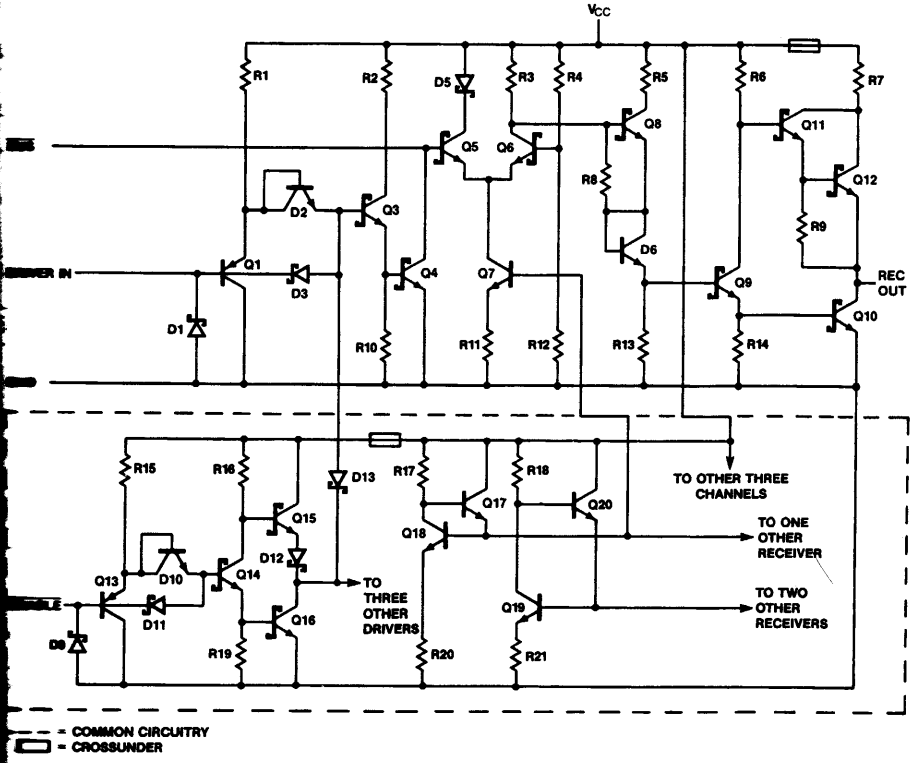 VCC
R1
R2
D5
R3
R4
R5
R6
R7
Q5
Q6
Q8
Q11
R8
Q12
D2
Q3
D6
R9
Q1
D3
Q4
Q7
Q9
REC
OUT
IN
D1
R10
R11
R12
R13
R14
Q10
R15
R16
D13
R17
R18
TO OTHER THREE
CHANNELS
Q15
Q17
Q20
Q18
TO ONE
OTHER
RECEIVER
D12
Q13
D10
Q14
TO
THREE
OTHER
DRIVERS
D11
Q16
Q19
TO TWO
OTHER
RECEIVERS
R19
R20
R21
= COMMON CIRCUITRY
= CROSSUNDER